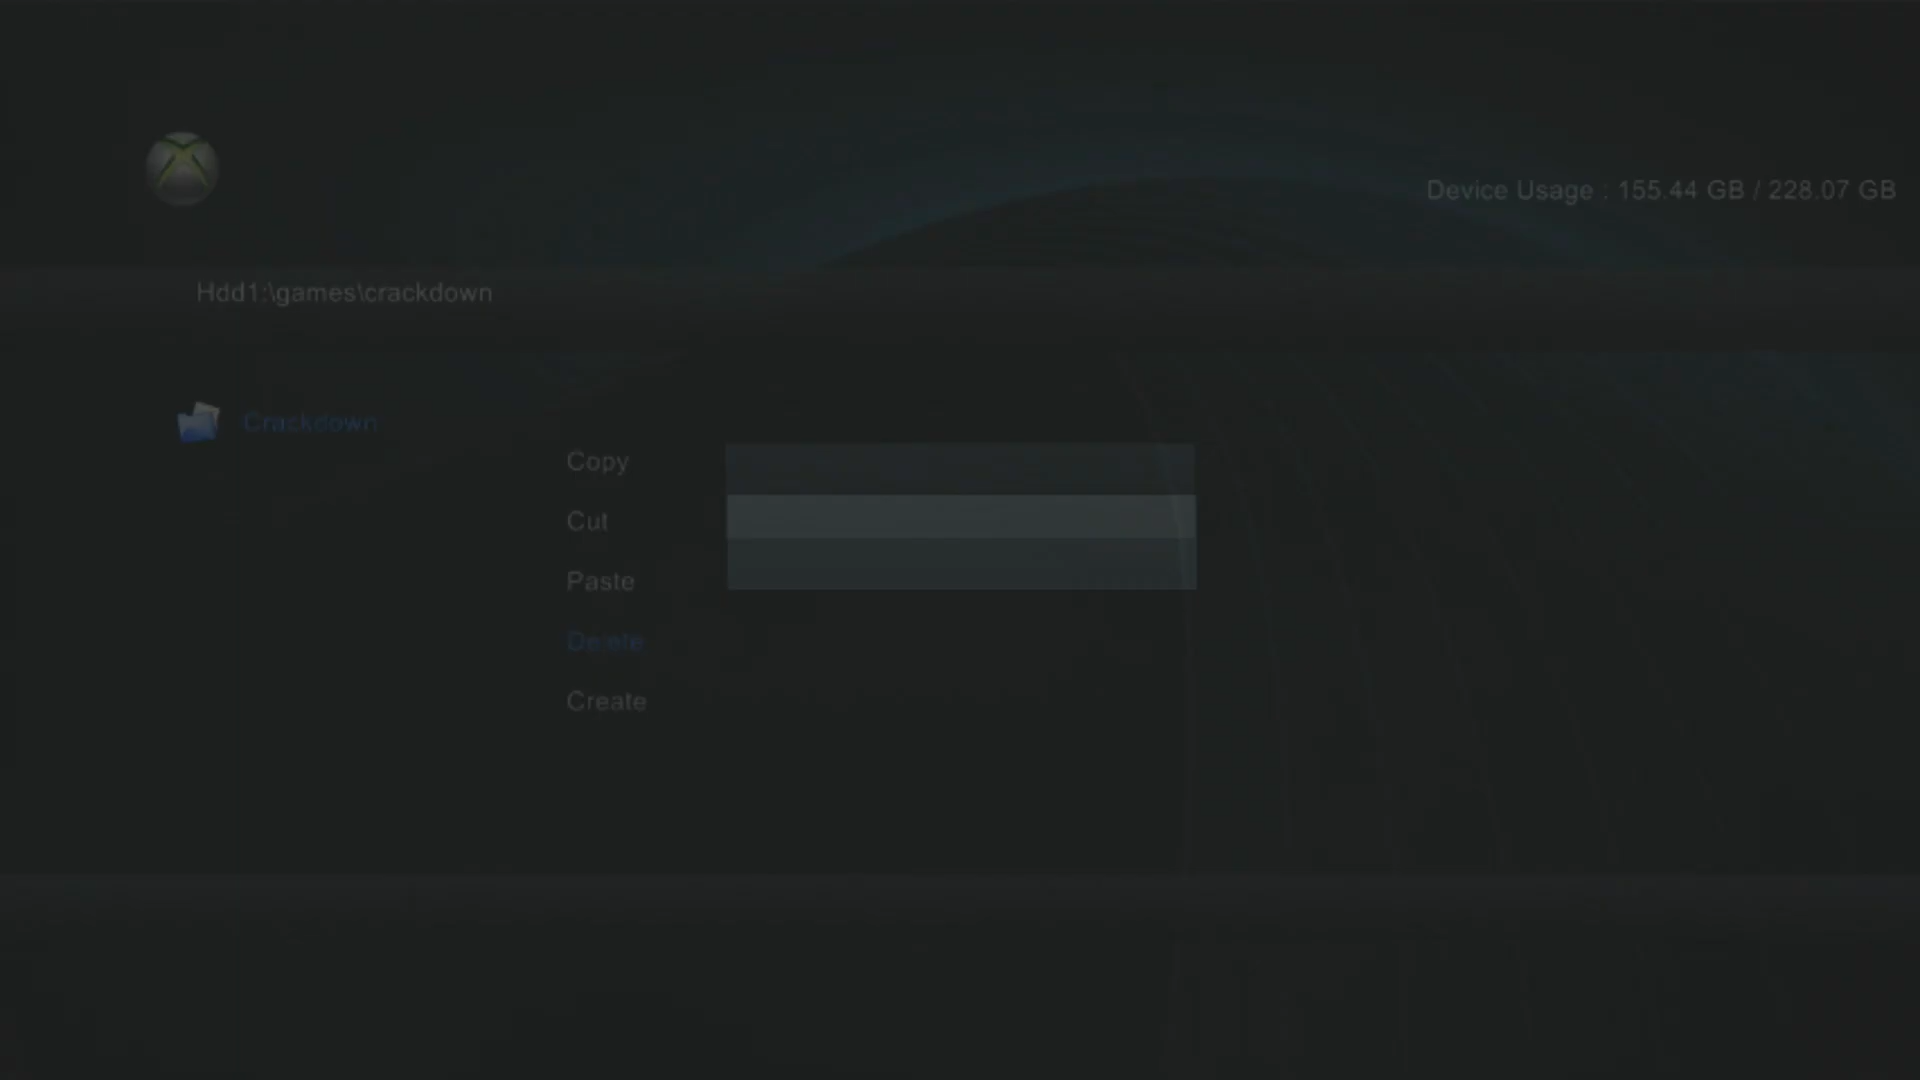 Device Usage : 155.44 GB / 228.07 GB
Hdd1:\games\crackdown
Crackdown
Copy
Cut
Paste
Delete
Create